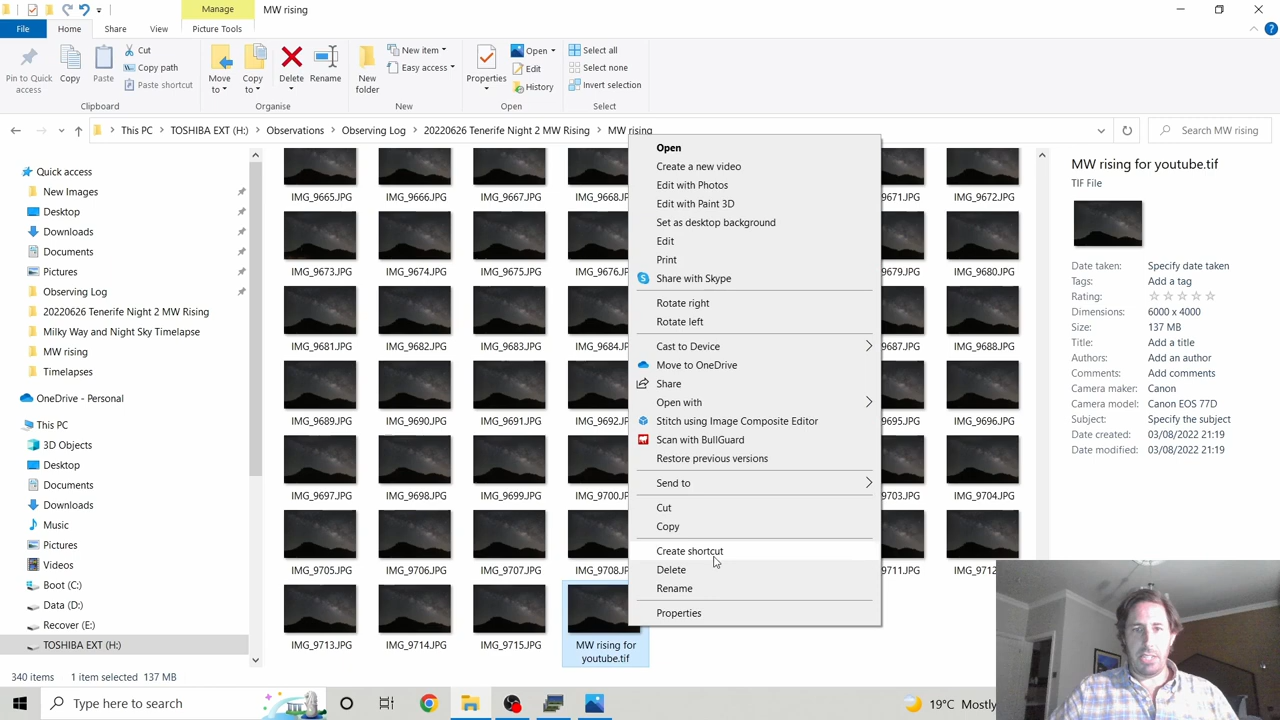 Manage
MW rising
File
Home
Share
View
Picture Tools
Pin to Quick
access
Copy
Paste
Cut
Copy path
Paste shortcut
Clipboard
Move
to
Copy
to
Delete
Rename
Organise
New
folder
New item
Easy access
New
Properties
Open
Edit
History
Open
Select all
Select none
Invert selection
Select
This PC
TOSHIBA EXT (H:)
Observations
Observing Log
20220626 Tenerife Night 2 MW Rising
MW rising
Search MW rising
Quick access
New Images
Desktop
Downloads
Documents
Pictures
Observing Log
20220626 Tenerife Night 2 MW Rising
Milky Way and Night Sky Timelapse
MW rising
Timelapses
OneDrive - Personal
This PC
3D Objects
Desktop
Documents
Downloads
Music
Pictures
Videos
Boot (C:)
Data (D:)
Recover (E:)
TOSHIBA EXT (H:)
IMG_9665.JPG
IMG_9666.JPG
IMG_9667.JPG
IMG_9668.JPG
_9671.JPG
IMG_9672.JPG
IMG_9673.JPG
IMG_9674.JPG
IMG_9675.JPG
IMG_9676.JPG
_9679.JPG
IMG_9680.JPG
IMG_9681.JPG
IMG_9682.JPG
IMG_9683.JPG
IMG_9684.JPG
_9687.JPG
IMG_9688.JPG
IMG_9689.JPG
IMG_9690.JPG
IMG_9691.JPG
IMG_9692.JPG
_9695.JPG
IMG_9696.JPG
IMG_9697.JPG
IMG_9698.JPG
IMG_9699.JPG
IMG_9700.JPG
_9703.JPG
IMG_9704.JPG
IMG_9705.JPG
IMG_9706.JPG
IMG_9707.JPG
IMG_9708.JPG
_9711.JPG
IMG_9712
IMG_9713.JPG
IMG_9714.JPG
IMG_9715.JPG
MW rising for
youtube.tif
Open
Create a new video
Edit with Photos
Edit with Paint 3D
Set as desktop background
Edit
Print
Share with Skype
Rotate right
Rotate left
Cast to Device
Move to OneDrive
Share
Open with
Stitch using Image Composite Editor
Scan with BullGuard
Restore previous versions
Send to
Cut
Copy
Create shortcut
Delete
Rename
Properties
MW rising for youtube.tif
TIF File
Date taken: Specify date taken
Tags: Add a tag
Rating:
Dimensions: 6000 x 4000
Size: 137 MB
Title: Add a title
Authors: Add an author
Comments: Add comments
Camera maker: Canon
Camera model: Canon EOS 77D
Subject: Specify the subject
Date created: 03/08/2022 21:19
Date modified: 03/08/2022 21:19
340 items
1 item selected 137 MB
Type here to search
19°C Mostly